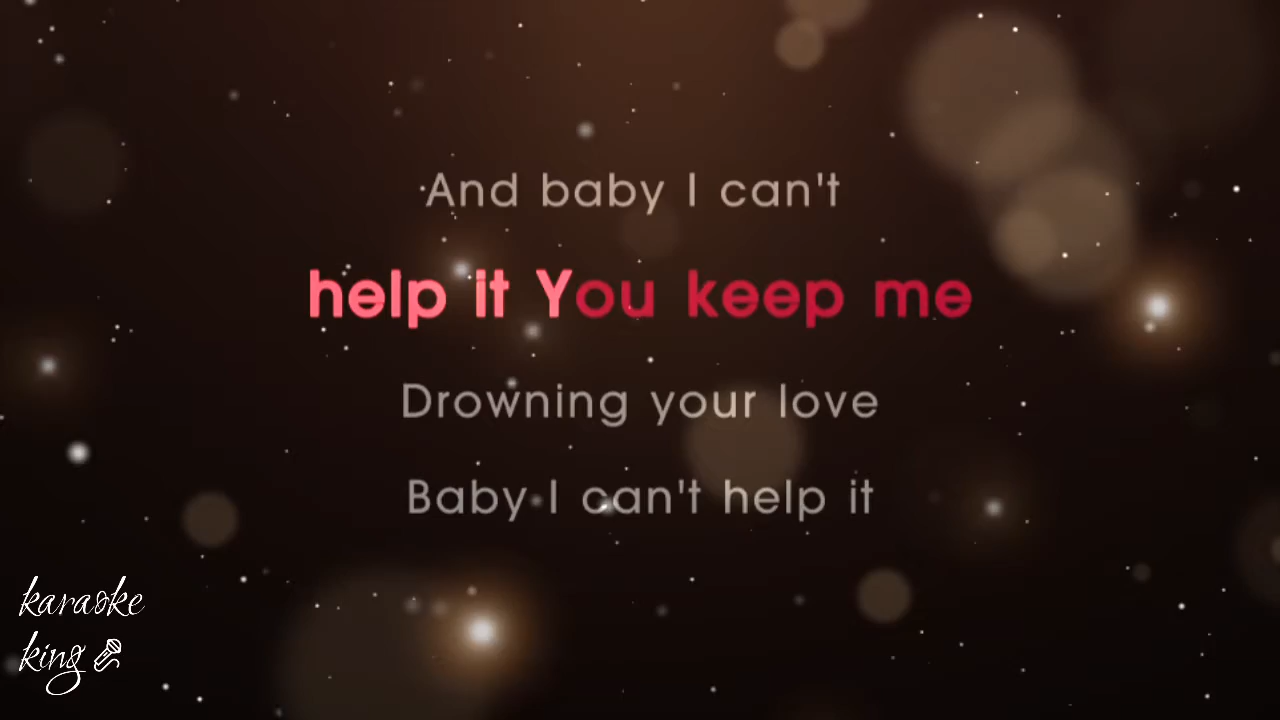 And baby I can't
help it You keep me
Drowning your love
Baby I can't help it
karaoke
king